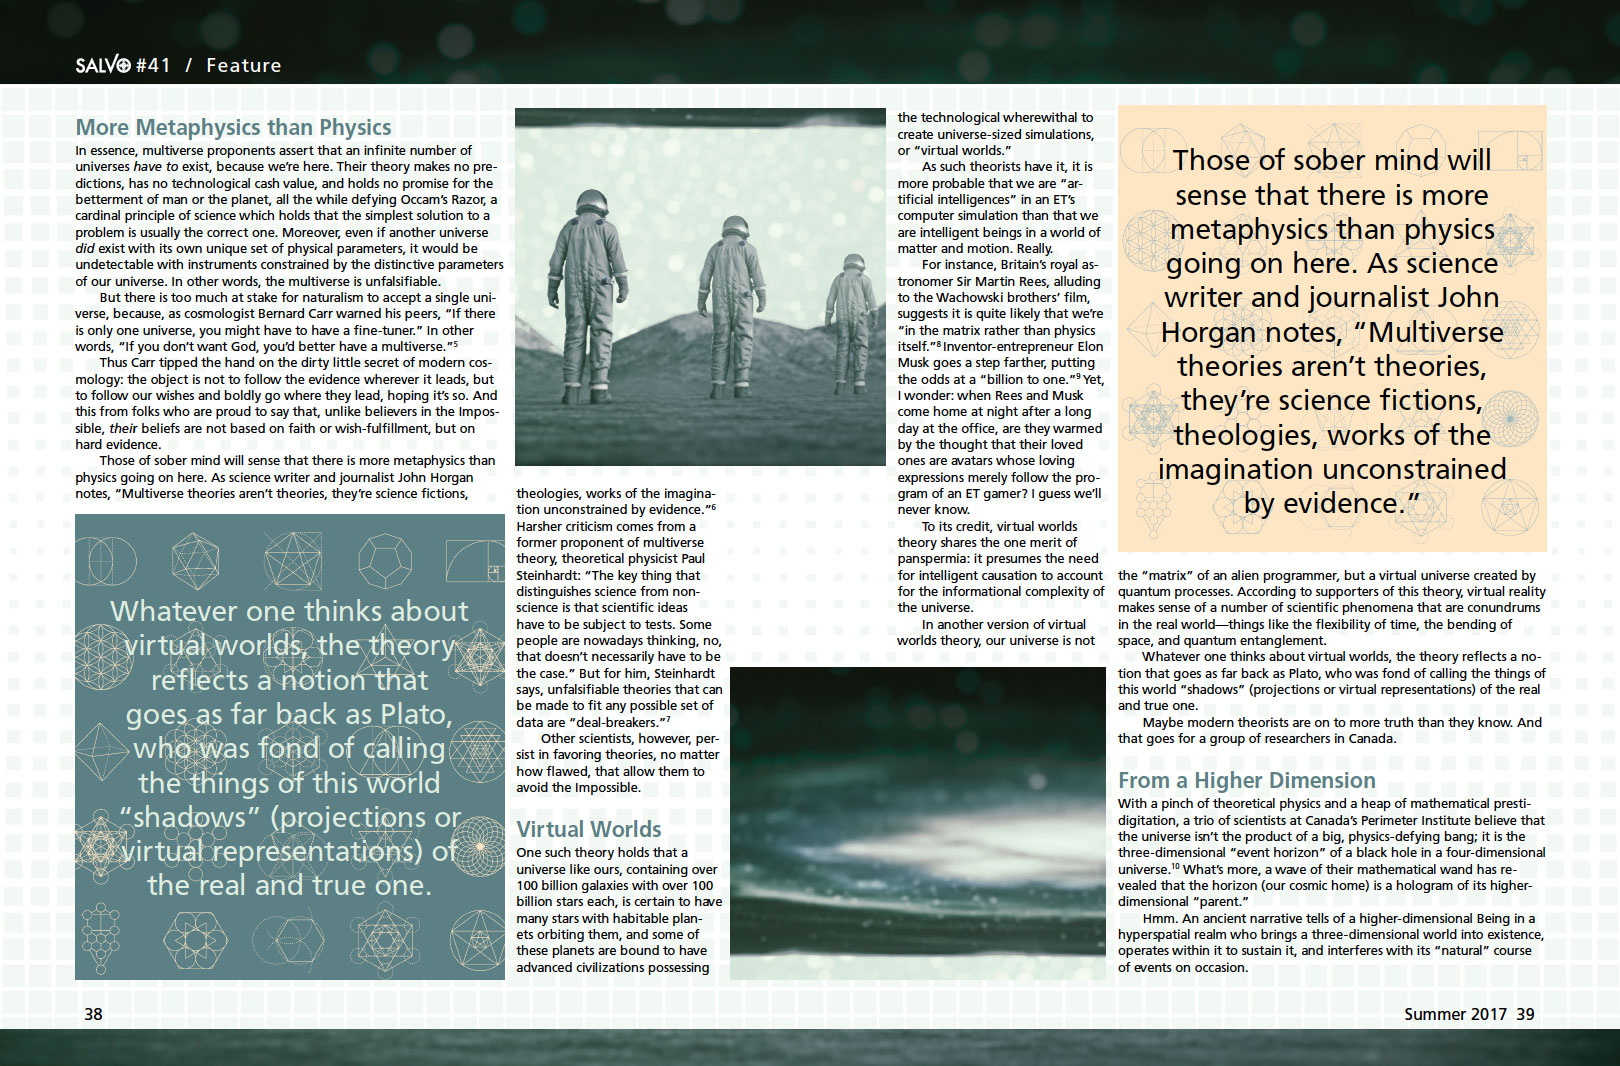 SALVO #41 / Feature
More Metaphysics than Physics
In essence, multiverse proponents assert that an infinite number of
universes have to exist, because we're here. Their theory makes no pre-
dictions, has no technological cash value, and holds no promise for the
betterment of man or the planet, all the while defying Occam's Razor, a
cardinal principle of science which holds that the simplest solution to a
problem is usually the correct one. Moreover, even if another universe
did exist with its own unique set of physical parameters, it would be
undetectable with instruments constrained by the distinctive parameters
of our universe. In other words, the multiverse is unfalsifiable.
But there is too much at stake for naturalism to accept a single uni-
verse, because, as cosmologist Bernard Carr warned his peers, “If there
is only one universe, you might have to have a fine-tuner.” In other
words, “If you don't want God, you'd better have a multiverse.”5
Thus Carr tipped the hand on the dirty little secret of modern cos-
mology: the object is not to follow the evidence wherever it leads, but
to follow our wishes and boldly go where they lead, hoping it's so. And
this from folks who are proud to say that, unlike believers in the Impos-
sible, their beliefs are not based on faith or wish-fulfillment, but on
hard evidence.
Those of sober mind will sense that there is more metaphysics than
physics going on here. As science writer and journalist John Horgan
notes, “Multiverse theories aren't theories, they're science fictions,
Whatever one thinks about
virtual worlds, the theory
reflects a notion that
goes as far back as Plato,
who was fond of calling
the things of this world
“shadows” (projections or
virtual representations) of
the real and true one.
theologies, works of the imagina-
tion unconstrained by evidence.”6
Harsher criticism comes from a
former proponent of multiverse
theory, theoretical physicist Paul
Steinhardt: “The key thing that
distinguishes science from non-
science is that scientific ideas
have to be subject to tests. Some
people are nowadays thinking, no,
that doesn't necessarily have to be
the case.” But for him, Steinhardt
says, unfalsifiable theories that can
be made to fit any possible set of
data are “deal-breakers.”7
Other scientists, however, per-
sist in favoring theories, no matter
how flawed, that allow them to
avoid the Impossible.
Virtual Worlds
One such theory holds that a
universe like ours, containing over
100 billion galaxies with over 100
billion stars each, is certain to have
many stars with habitable plan-
ets orbiting them, and some of
these planets are bound to have
advanced civilizations possessing
the technological wherewithal to
create universe-sized simulations,
or “virtual worlds.”
As such theorists have it, it is
more probable that we are “ar-
tificial intelligences” in an ET's
computer simulation than that we
are intelligent beings in a world of
matter and motion. Really.
For instance, Britain's royal as-
tronomer Sir Martin Rees, alluding
to the Wachowski brothers' film,
suggests it is quite likely that we're
“in the matrix rather than physics
itself.”8 Inventor-entrepreneur Elon
Musk goes a step farther, putting
the odds at a “billion to one.”9 Yet,
I wonder: when Rees and Musk
come home at night after a long
day at the office, are they warmed
by the thought that their loved
ones are avatars whose loving
expressions merely follow the pro-
gram of an ET gamer? I guess we'll
never know.
To its credit, virtual worlds
theory shares the one merit of
panspermia: it presumes the need
for intelligent causation to account
for the informational complexity of
the universe.
In another version of virtual
worlds theory, our universe is not
Those of sober mind will
sense that there is more
metaphysics than physics
going on here. As science
writer and journalist John
Horgan notes, “Multiverse
theories aren't theories,
they're science fictions,
theologies, works of the
imagination unconstrained
by evidence.”
the “matrix” of an alien programmer, but a virtual universe created by
quantum processes. According to supporters of this theory, virtual reality
makes sense of a number of scientific phenomena that are conundrums
in the real world—things like the flexibility of time, the bending of
space, and quantum entanglement.
Whatever one thinks about virtual worlds, the theory reflects a no-
tion that goes as far back as Plato, who was fond of calling the things of
this world “shadows” (projections or virtual representations) of the real
and true one.
Maybe modern theorists are on to more truth than they know. And
that goes for a group of researchers in Canada.
From a Higher Dimension
With a pinch of theoretical physics and a heap of mathematical presti-
digitation, a trio of scientists at Canada's Perimeter Institute believe that
the universe isn't the product of a big, physics-defying bang; it is the
three-dimensional “event horizon” of a black hole in a four-dimensional
universe.10 What's more, a wave of their mathematical wand has re-
vealed that the horizon (our cosmic home) is a hologram of its higher-
dimensional “parent.”
Hmm. An ancient narrative tells of a higher-dimensional Being in a
hyperspatial realm who brings a three-dimensional world into existence,
operates within it to sustain it, and interferes with its “natural” course
of events on occasion.
38
Summer 2017 39